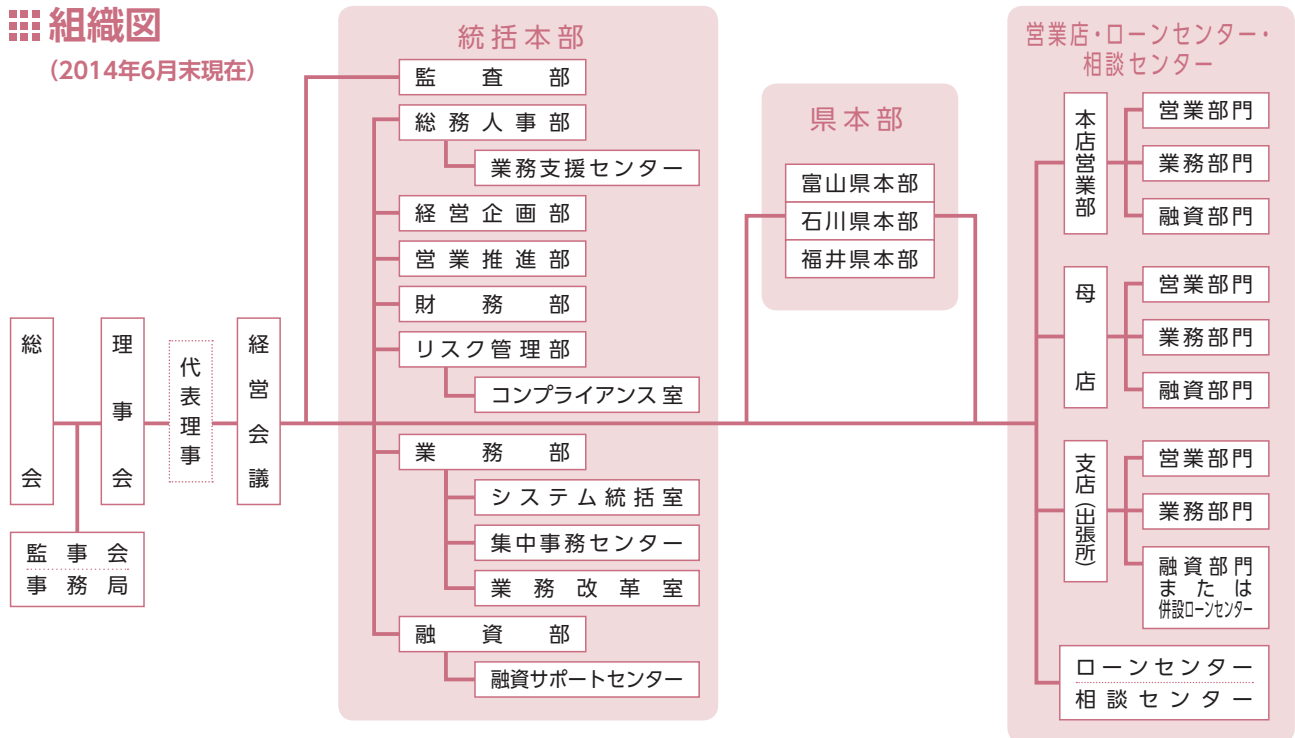 組織図
(2014年6月末現在)
総会
理事会
代表理事
経営会議
監事会
事務局
統括本部
監査部
総務人事部
業務支援センター
経営企画部
営業推進部
財務部
リスク管理部
コンプライアンス室
業務部
システム統括室
集中事務センター
業務改革室
融資部
融資サポートセンター
県本部
富山県本部
石川県本部
福井県本部
営業店・ローンセンター・
相談センター
本店営業部
営業部門
業務部門
融資部門
母店
営業部門
業務部門
融資部門
支店(出張所)
営業部門
業務部門
融資部門
または
併設ローンセンター
ローンセンター
相談センター